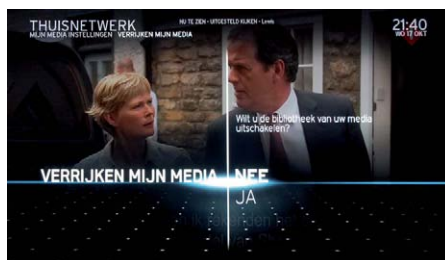 THUISNETWERK
MIJN MEDIA INSTELLINGEN VERRIJKEN MIJN MEDIA
NU TE ZIEN • UITGESTELD KIJKEN • Lewis
21:40
WO 17 OKT
Wilt u de bibliotheek van uw media
uitschakelen?
VERRIJKEN MIJN MEDIA
NEE
JA